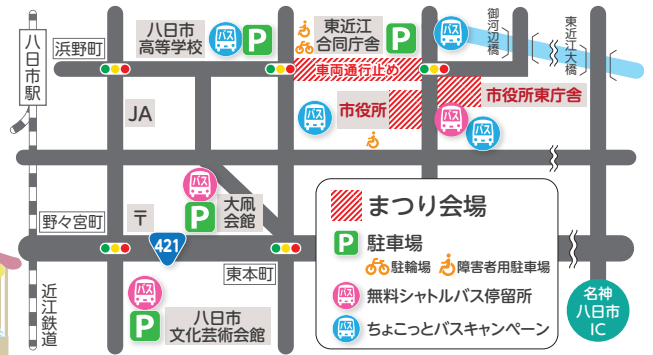 八日市駅
浜野町
八日市
高等学校
バス
P
東近江
合同庁舎
P
バス
御河辺橋
東近江大橋
車両通行止め
JA
バス
市役所
市役所東庁舎
バス
バス
バス
P
大凧
会館
野々宮町
〒
421
東本町
バス
P
八日市
文化芸術会館
近江鉄道
まつり会場
P 駐車場
駐輪場 障害者用駐車場
バス 無料シャトルバス停留所
バス ちょこっとバスキャンペーン
名神
八日市
IC